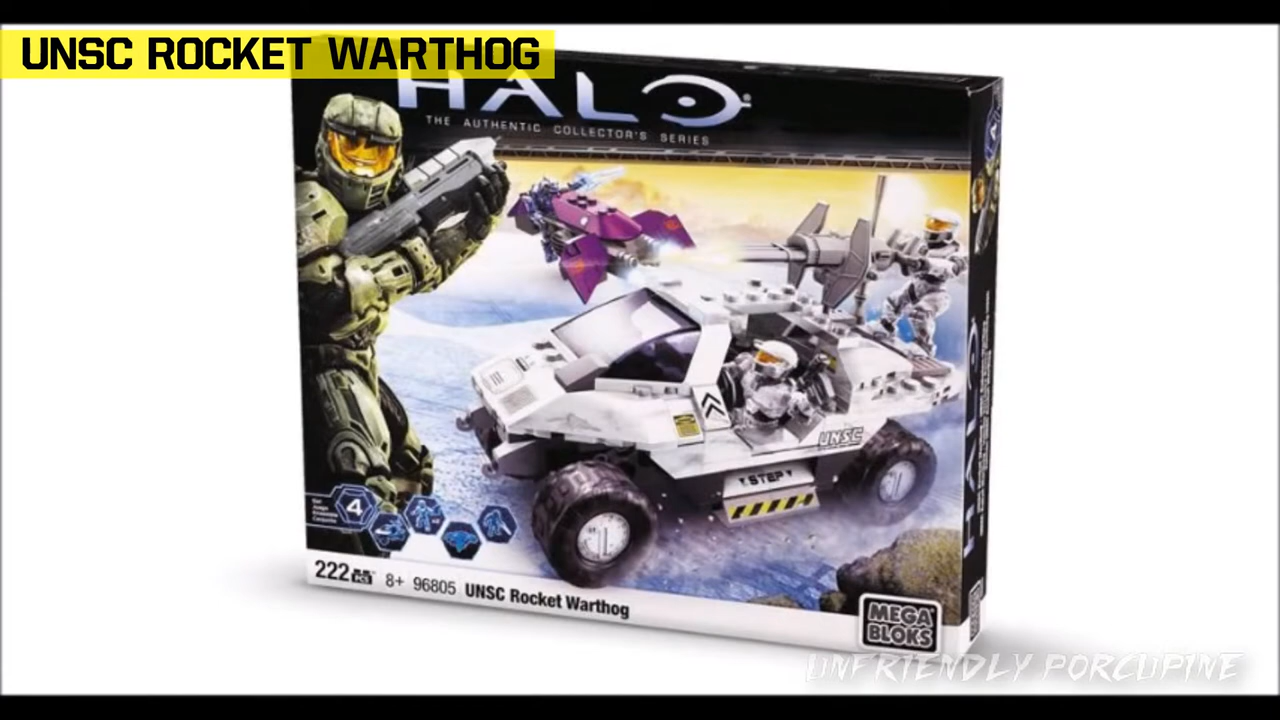 UNSC ROCKET WARTHOG
HALO®
THE AUTHENTIC COLLECTOR'S SERIES
UNSC
STEP
4
222 PCS 8+ 96805 UNSC Rocket Warthog
MEGA
BLOKS
HALO
UNFRIENDLY PORCUPINE